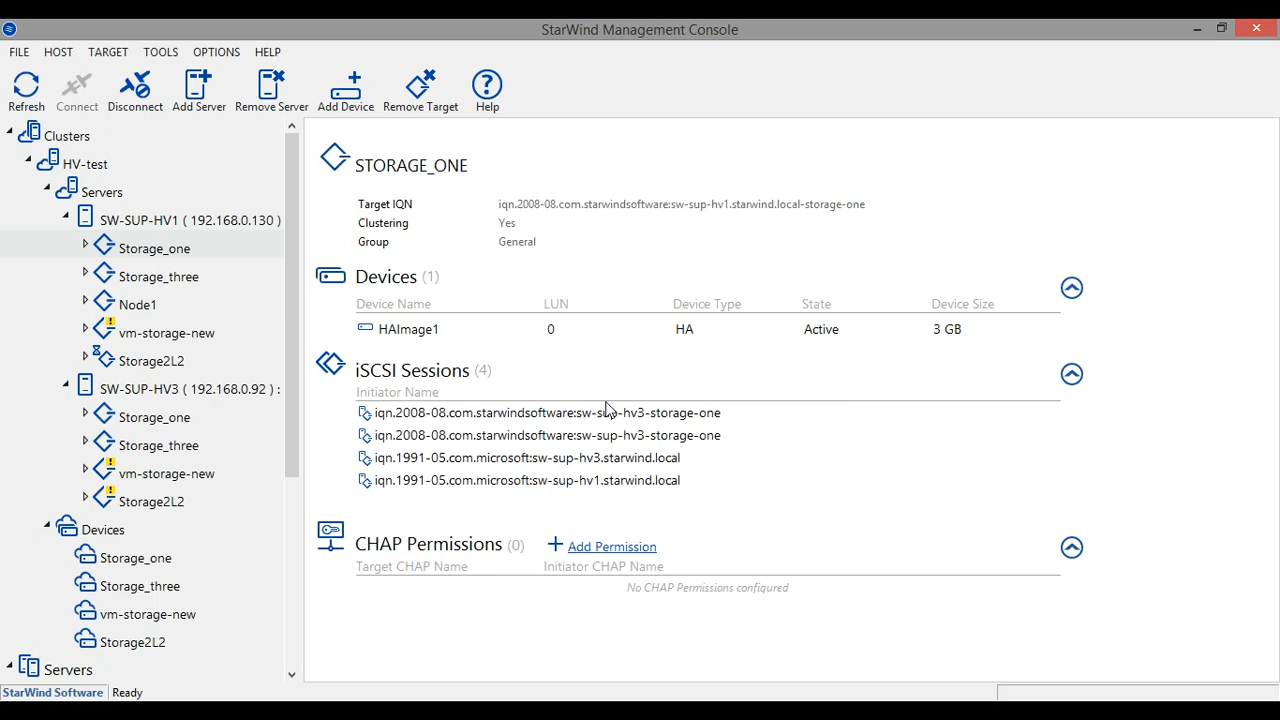 StarWind Management Console
FILE HOST TARGET TOOLS OPTIONS HELP
Refresh Connect Disconnect Add Server Remove Server Add Device Remove Target Help
Clusters
HV-test
Servers
SW-SUP-HV1 ( 192.168.0.130 )
Storage_one
Storage_three
Node1
vm-storage-new
Storage2L2
SW-SUP-HV3 ( 192.168.0.92 ) :
Storage_one
Storage_three
vm-storage-new
Storage2L2
Devices
Storage_one
Storage_three
vm-storage-new
Storage2L2
Servers
STORAGE_ONE
Target IQN iqn.2008-08.com.starwindsoftware:sw-sup-hv1.starwind.local-storage-one
Clustering Yes
Group General
Devices (1)
Device Name LUN Device Type State Device Size
HAImage1 0 HA Active 3 GB
iSCSI Sessions (4)
Initiator Name
iqn.2008-08.com.starwindsoftware:sw-sup-hv3-storage-one
iqn.2008-08.com.starwindsoftware:sw-sup-hv3-storage-one
iqn.1991-05.com.microsoft:sw-sup-hv3.starwind.local
iqn.1991-05.com.microsoft:sw-sup-hv1.starwind.local
CHAP Permissions (0) Add Permission
Target CHAP Name Initiator CHAP Name
No CHAP Permissions configured
StarWind Software Ready